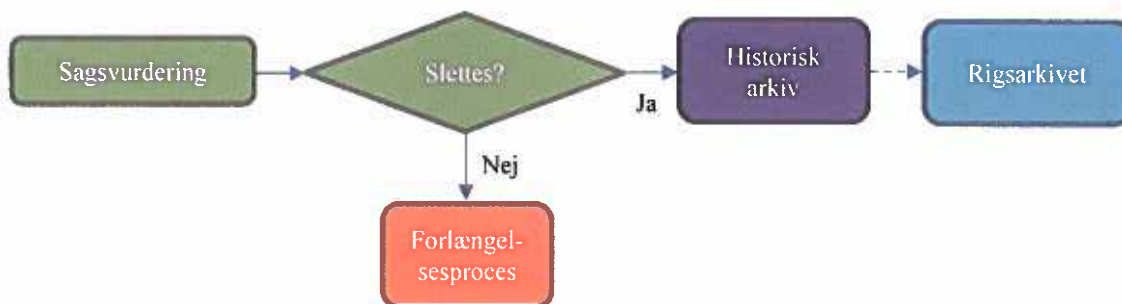 Sagsvurdering
Slettes?
Ja
Historisk
arkiv
Rigsarkivet
Nej
Forlængel-
sesproces